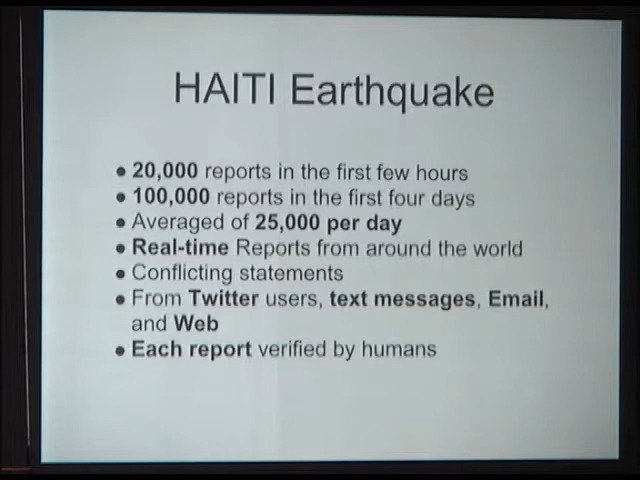 HAITI Earthquake
● 20,000 reports in the first few hours
● 100,000 reports in the first four days
● Averaged of 25,000 per day
● Real-time Reports from around the world
● Conflicting statements
● From Twitter users, text messages, Email,
and Web
● Each report verified by humans